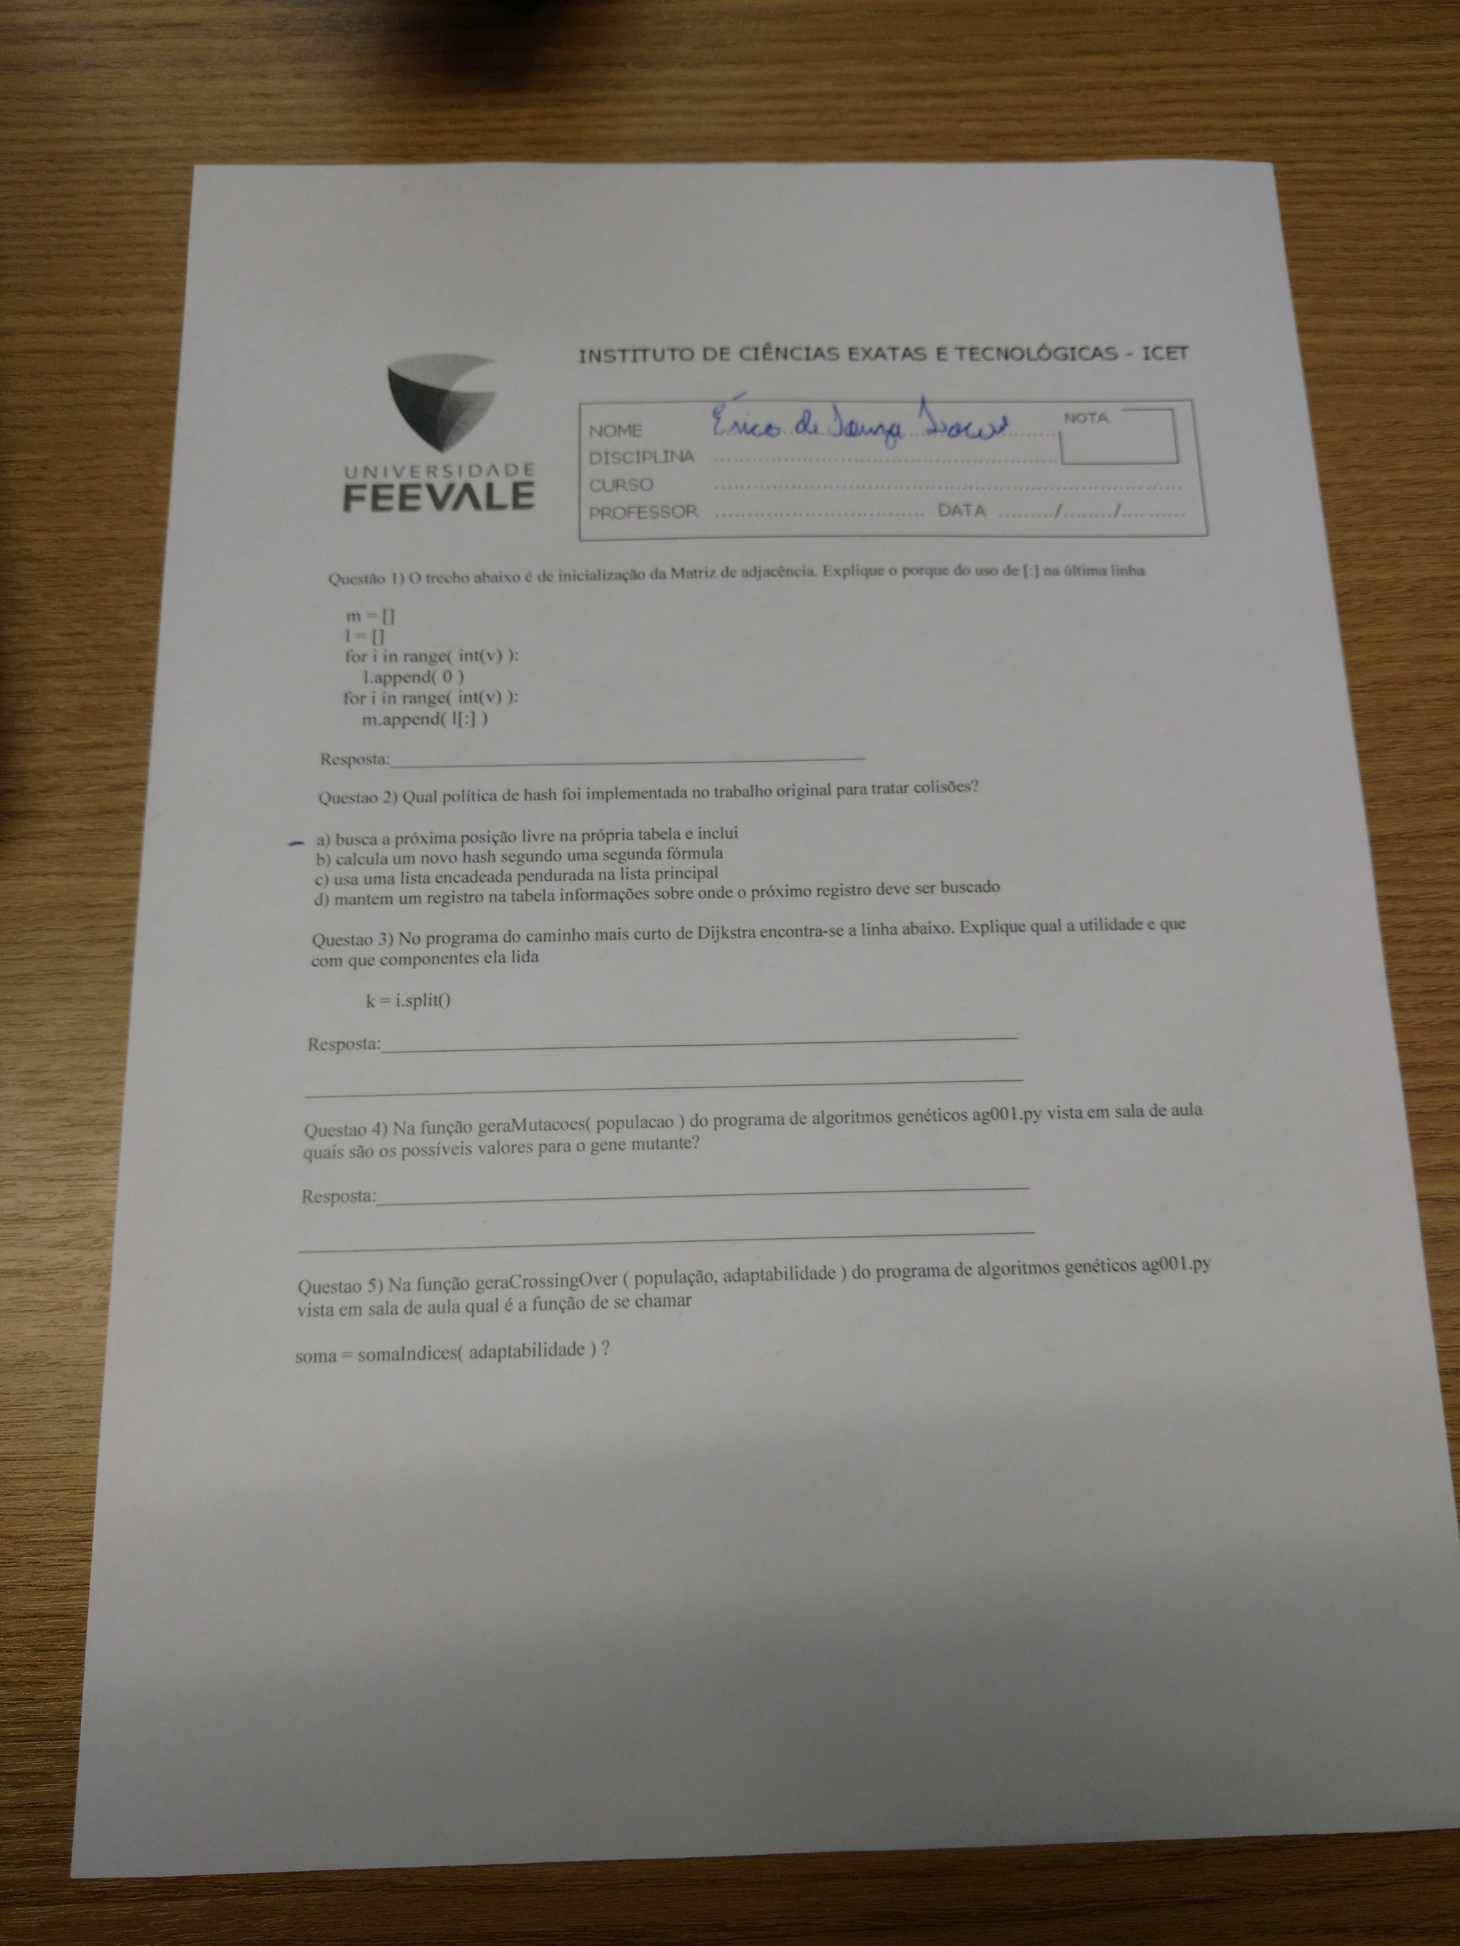 INSTITUTO DE CIÊNCIAS EXATAS E TECNOLÓGICAS - ICET
UNIVERSIDADE
FEEVALE
NOME Érico de Souza
NOTA
DISCIPLINA
CURSO
PROFESSOR DATA ......../......../..........
Questão 1) O trecho abaixo é de inicialização da Matriz de adjacência. Explique o porque do uso de [:] na última linha
m = []
l = []
for i in range( int(v) ):
l.append( 0 )
for i in range( int(v) ):
m.append( l[:] )
Resposta:
Questao 2) Qual política de hash foi implementada no trabalho original para tratar colisões?
a) busca a próxima posição livre na própria tabela e inclui
b) calcula um novo hash segundo uma segunda fórmula
c) usa uma lista encadeada pendurada na lista principal
d) mantem um registro na tabela informações sobre onde o próximo registro deve ser buscado
Questao 3) No programa do caminho mais curto de Dijkstra encontra-se a linha abaixo. Explique qual a utilidade e que
com que componentes ela lida
k = i.split()
Resposta:
Questao 4) Na função geraMutacoes( populacao ) do programa de algoritmos genéticos ag001.py vista em sala de aula
quais são os possíveis valores para o gene mutante?
Resposta:
Questao 5) Na função geraCrossingOver ( população, adaptabilidade ) do programa de algoritmos genéticos ag001.py
vista em sala de aula qual é a função de se chamar
soma = somaIndices( adaptabilidade ) ?